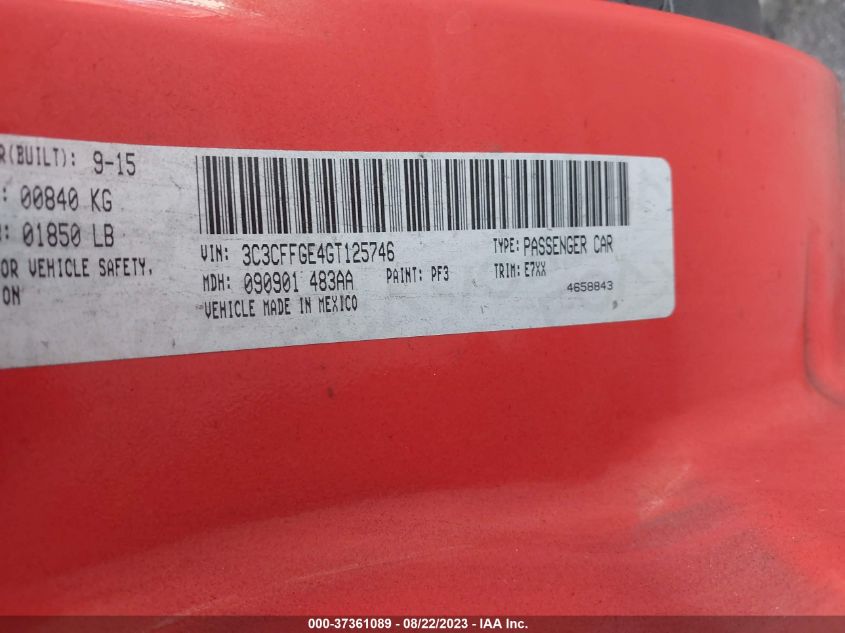 R(BUILT): 9-15
: 00840 KG
: 01850 LB
OR VEHICLE SAFETY,
ON
VIN: 3C3CFFGE4GT125746
TYPE: PASSENGER CAR
MDH: 090901 483AA
PAINT: PF3
TRIM: E7XX
VEHICLE MADE IN MEXICO
4658843
000-37361089 - 08/22/2023 - IAA Inc.